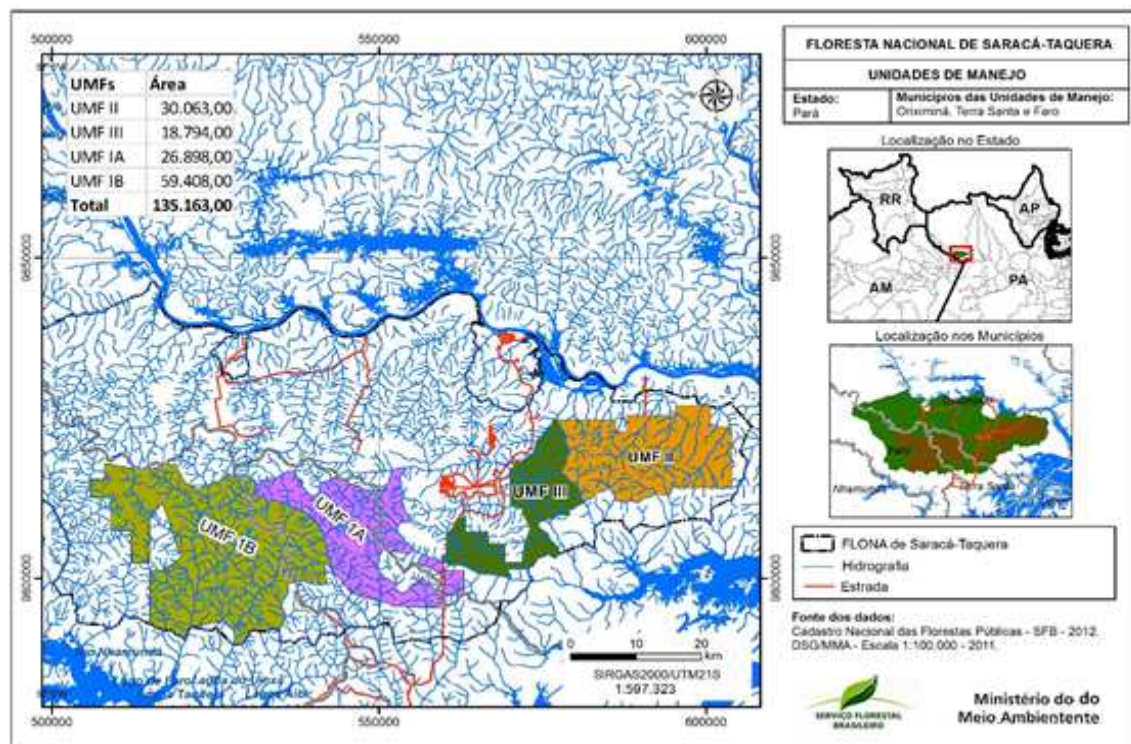 500000 550000 600000
UMFs Área
UMF II 30.063,00
UMF III 18.794,00
UMF IA 26.898,00
UMF IB 59.408,00
Total 135.163,00
9850000 9850000
9800000 9800000
UMF 1B
UMF 1A
UMF III
UMF II
0 10 20
km
SIRGAS2000/UTM21S
1:597.323
500000 550000 600000
FLORESTA NACIONAL DE SARACÁ-TAQUERA
UNIDADES DE MANEJO
Estado:
Pará
Municípios das Unidades de Manejo:
Oriximiná, Terra Santa e Faro
Localização no Estado
RR
AP
AM
PA
Localização nos Municípios
Terra Santa
FLONA de Saracá-Taquera
Hidrografia
Estrada
Fonte dos dados:
Cadastro Nacional das Florestas Públicas - SFB - 2012.
DSG/MMA - Escala 1:100.000 - 2011.
SERVIÇO FLORESTAL
BRASILEIRO
Ministério do do
Meio Ambientente